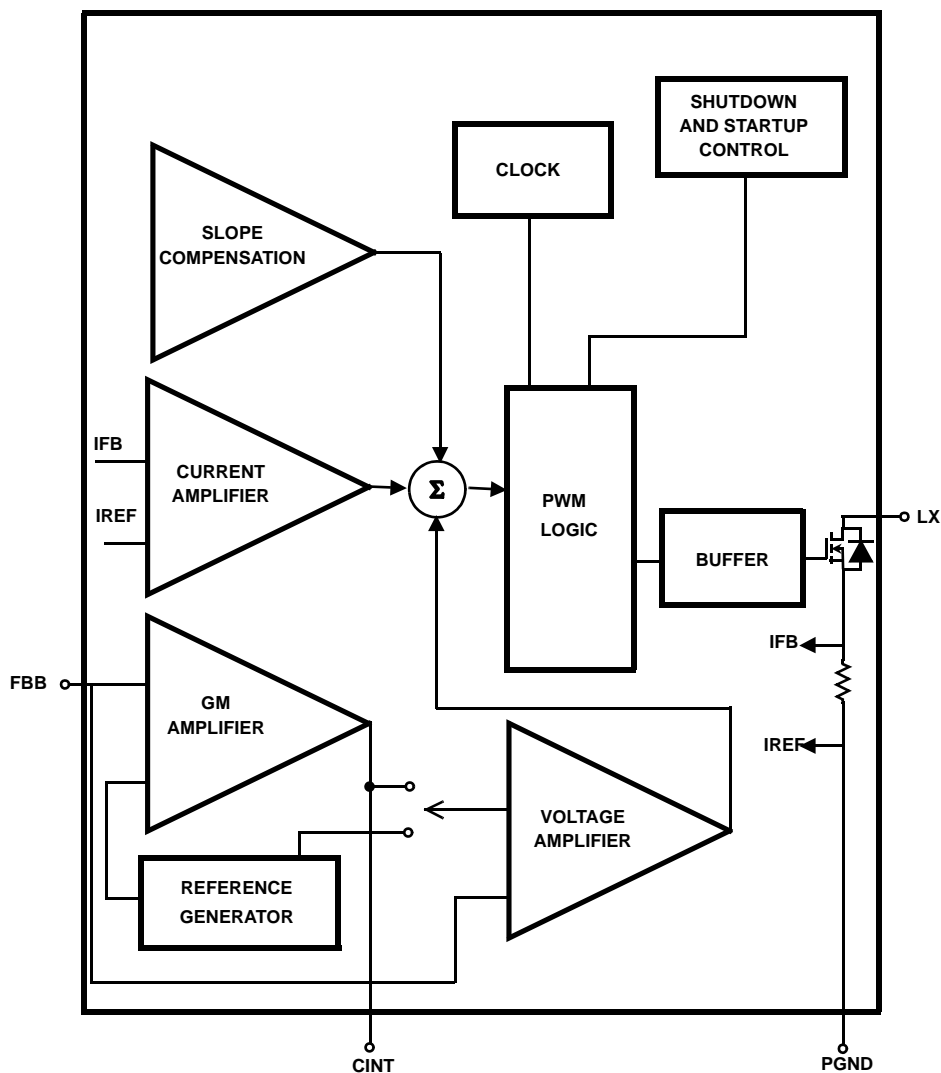 SHUTDOWN
AND STARTUP
CONTROL
CLOCK
SLOPE
COMPENSATION
IFB
CURRENT
AMPLIFIER
IREF
Σ
PWM
LOGIC
LX
BUFFER
IFB
FBB
GM
AMPLIFIER
IREF
VOLTAGE
AMPLIFIER
REFERENCE
GENERATOR
CINT
PGND